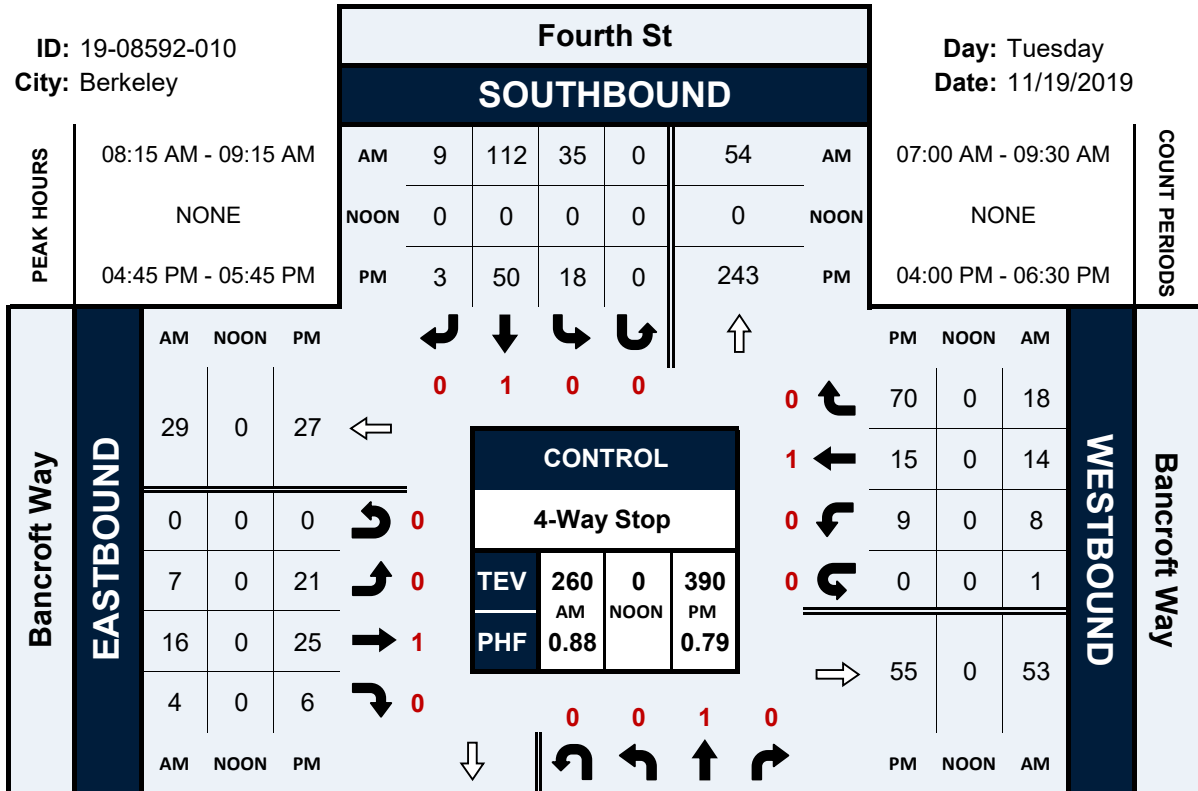 ID: 19-08592-010
City: Berkeley
Fourth St
SOUTHBOUND
Day: Tuesday
Date: 11/19/2019
PEAK HOURS
08:15 AM - 09:15 AM
NONE
04:45 PM - 05:45 PM
AM 9 112 35 0 54 AM
NOON 0 0 0 0 0 NOON
PM 3 50 18 0 243 PM
07:00 AM - 09:30 AM
NONE
04:00 PM - 06:30 PM
COUNT PERIODS
0 1 0 0
Bancroft Way
EASTBOUND
AM NOON PM
29 0 27
0 0 0 0
7 0 21 0
16 0 25 1
4 0 6 0
AM NOON PM
CONTROL
4-Way Stop
TEV 260 0 390
AM NOON PM
PHF 0.88 0.79
PM NOON AM
0 70 0 18
1 15 0 14
0 9 0 8
0 0 0 1
55 0 53
PM NOON AM
WESTBOUND
Bancroft Way
0 0 1 0